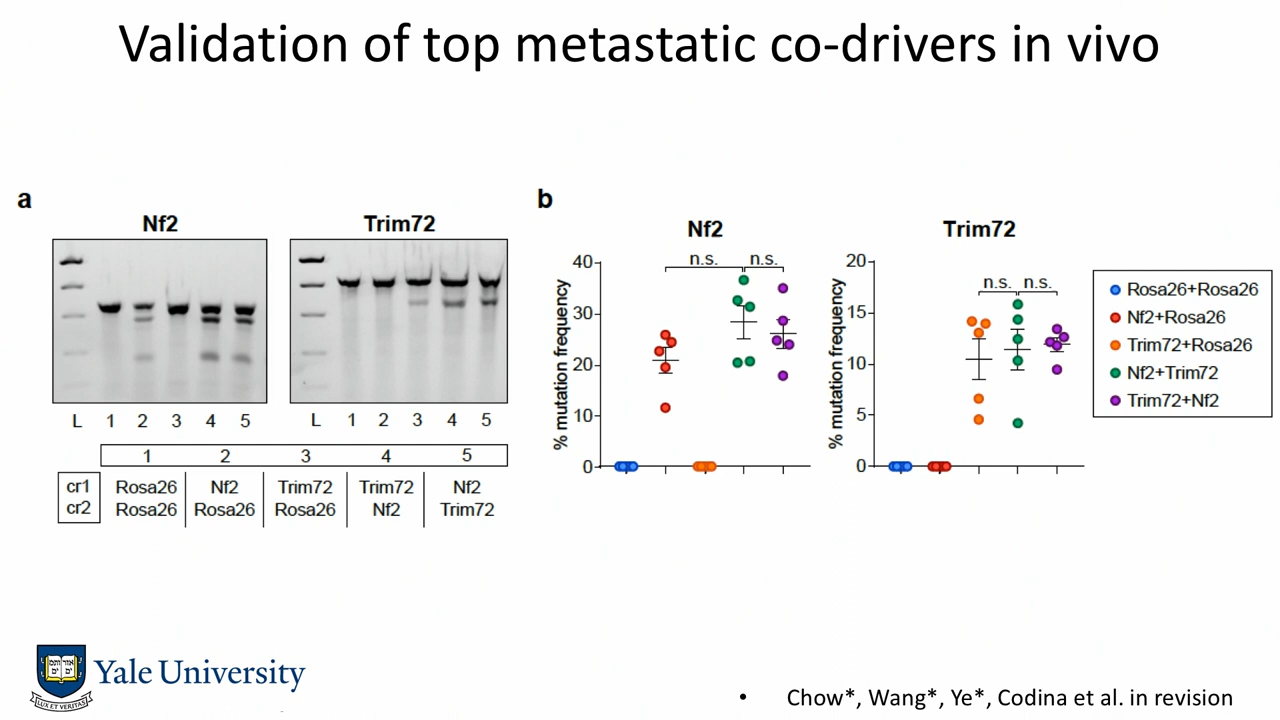 Validation of top metastatic co-drivers in vivo
a
Nf2
Trim72
L 1 2 3 4 5
L 1 2 3 4 5
1 2 3 4 5
cr1 Rosa26 Nf2 Trim72 Trim72 Nf2
cr2 Rosa26 Rosa26 Rosa26 Nf2 Trim72
b
Nf2
n.s. n.s.
% mutation frequency
40
30
20
10
0
Trim72
n.s. n.s.
% mutation frequency
20
15
10
5
0
Rosa26+Rosa26
Nf2+Rosa26
Trim72+Rosa26
Nf2+Trim72
Trim72+Nf2
Yale University
LUX ET VERITAS
• Chow*, Wang*, Ye*, Codina et al. in revision